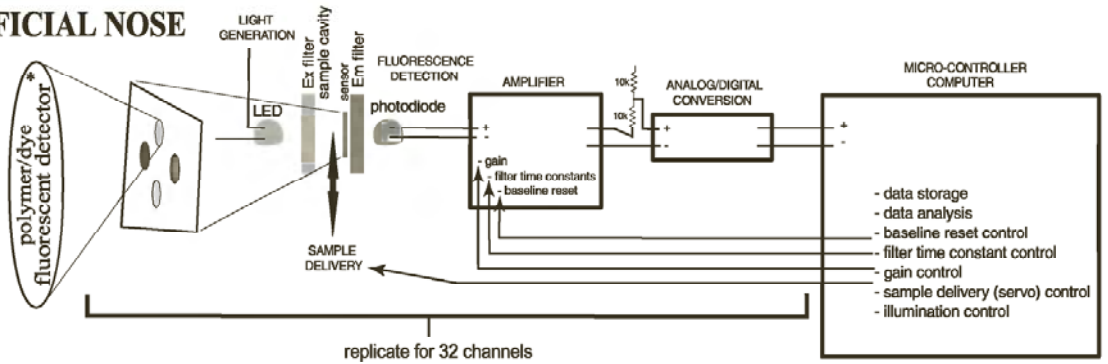 FICIAL NOSE
polymer/dye *
fluorescent detector
LIGHT
GENERATION
LED
Ex filter
sample cavity
sensor
Em filter
FLUORESCENCE
DETECTION
photodiode
SAMPLE
DELIVERY
AMPLIFIER
+
-
- gain
- filter time constants
- baseline reset
10k
10k
ANALOG/DIGITAL
CONVERSION
+
-
MICRO-CONTROLLER
COMPUTER
+
-
- data storage
- data analysis
- baseline reset control
- filter time constant control
- gain control
- sample delivery (servo) control
- illumination control
replicate for 32 channels